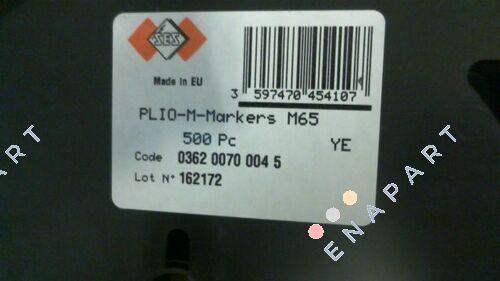 SES
Made in EU
3 597470 454107
PLIO-M-Markers M65
500 Pc
YE
Code 0362 0070 004 5
Lot N° 162172
ENAPART
ENAPART
ENAPART